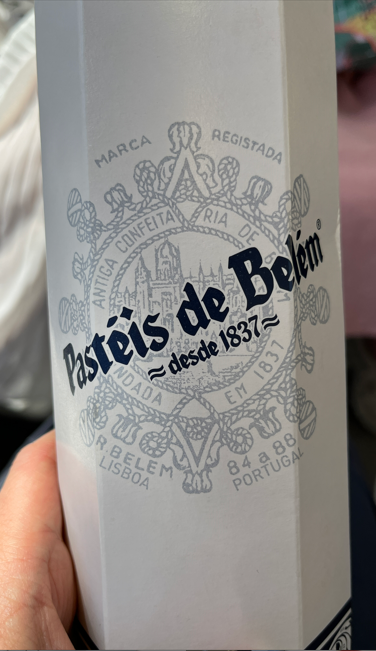 MARCA REGISTADA
ANTIGA CONFEITARIA DE
Pastéis de Belém®
≈desde 1837≈
EM 1837
R. BELEM 84 a 88
LISBOA PORTUGAL